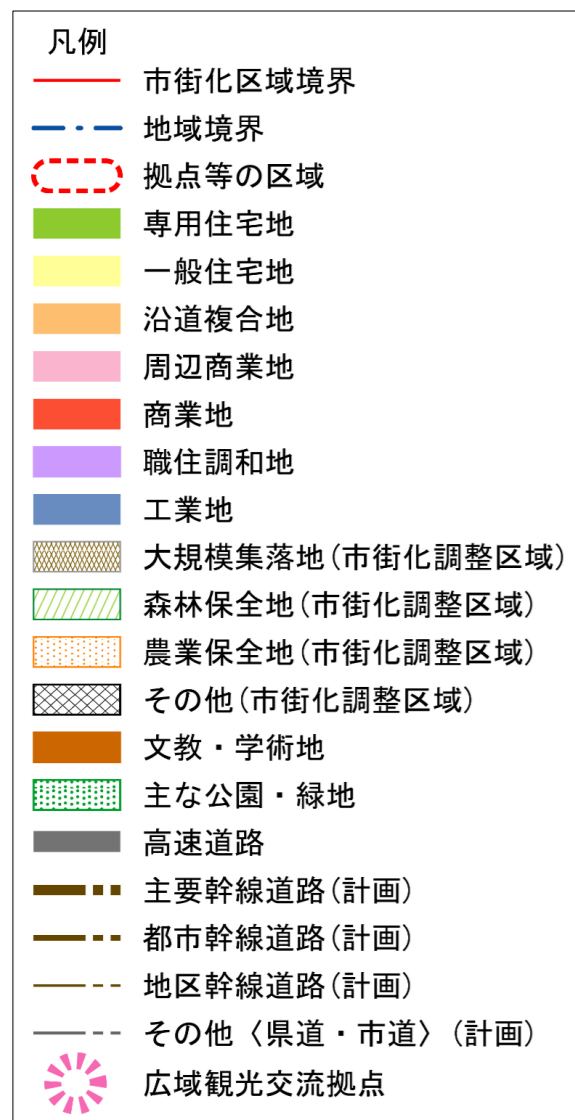 凡例
市街化区域境界
地域境界
拠点等の区域
専用住宅地
一般住宅地
沿道複合地
周辺商業地
商業地
職住調和地
工業地
大規模集落地(市街化調整区域)
森林保全地(市街化調整区域)
農業保全地(市街化調整区域)
その他(市街化調整区域)
文教・学術地
主な公園・緑地
高速道路
主要幹線道路(計画)
都市幹線道路(計画)
地区幹線道路(計画)
その他〈県道・市道〉(計画)
広域観光交流拠点